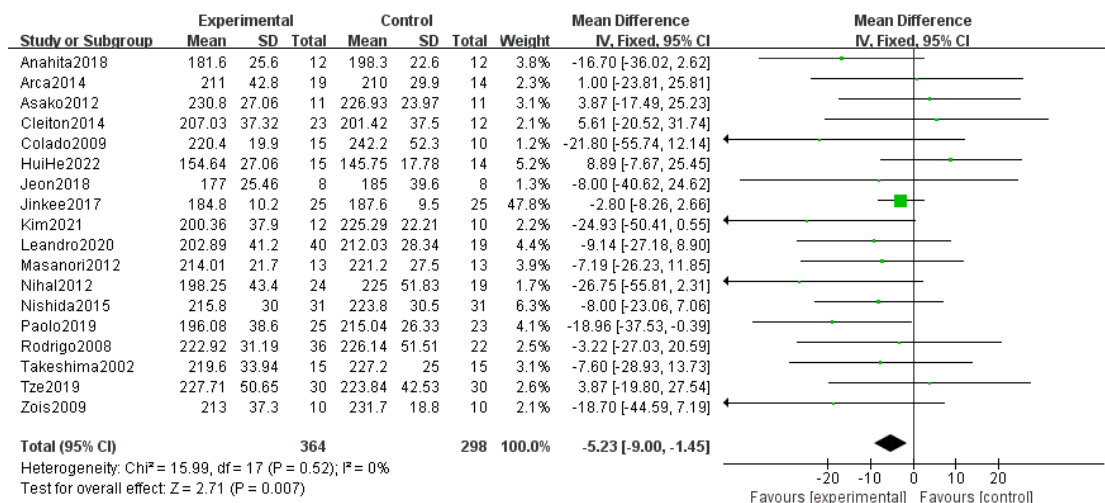 Experimental Control Mean Difference Mean Difference
Study or Subgroup Mean SD Total Mean SD Total Weight IV, Fixed, 95% CI IV, Fixed, 95% CI
Anahita2018 181.6 25.6 12 198.3 22.6 12 3.8% -16.70 [-36.02, 2.62]
Arca2014 211 42.8 19 210 29.9 14 2.3% 1.00 [-23.81, 25.81]
Asako2012 230.8 27.06 11 226.93 23.97 11 3.1% 3.87 [-17.49, 25.23]
Cleiton2014 207.03 37.32 23 201.42 37.5 12 2.1% 5.61 [-20.52, 31.74]
Colado2009 220.4 19.9 15 242.2 52.3 10 1.2% -21.80 [-55.74, 12.14]
HuiHe2022 154.64 27.06 15 145.75 17.78 14 5.2% 8.89 [-7.67, 25.45]
Jeon2018 177 25.46 8 185 39.6 8 1.3% -8.00 [-40.62, 24.62]
Jinkee2017 184.8 10.2 25 187.6 9.5 25 47.8% -2.80 [-8.26, 2.66]
Kim2021 200.36 37.9 12 225.29 22.21 10 2.2% -24.93 [-50.41, 0.55]
Leandro2020 202.89 41.2 40 212.03 28.34 19 4.4% -9.14 [-27.18, 8.90]
Masanori2012 214.01 21.7 13 221.2 27.5 13 3.9% -7.19 [-26.23, 11.85]
Nihal2012 198.25 43.4 24 225 51.83 19 1.7% -26.75 [-55.81, 2.31]
Nishida2015 215.8 30 31 223.8 30.5 31 6.3% -8.00 [-23.06, 7.06]
Paolo2019 196.08 38.6 25 215.04 26.33 23 4.1% -18.96 [-37.53, -0.39]
Rodrigo2008 222.92 31.19 36 226.14 51.51 22 2.5% -3.22 [-27.03, 20.59]
Takeshima2002 219.6 33.94 15 227.2 25 15 3.1% -7.60 [-28.93, 13.73]
Tze2019 227.71 50.65 30 223.84 42.53 30 2.6% 3.87 [-19.80, 27.54]
Zois2009 213 37.3 10 231.7 18.8 10 2.1% -18.70 [-44.59, 7.19]
Total (95% CI) 364 298 100.0% -5.23 [-9.00, -1.45]
Heterogeneity: Chi² = 15.99, df = 17 (P = 0.52); I² = 0%
Test for overall effect: Z = 2.71 (P = 0.007)
-20 -10 0 10 20
Favours [experimental] Favours [control]